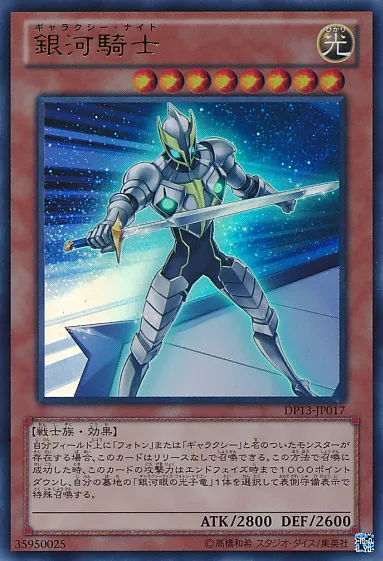 ギャラクシー・ナイト
銀河騎士
ひかり
光
DP13-JP017
【戦士族・効果】
自分フィールド上に「フォトン」または「ギャラクシー」と名のついたモンスターが
存在する場合、このカードはリリースなしで召喚できる。この方法で召喚に
成功した時、このカードの攻撃力はエンドフェイズ時まで1000ポイント
ダウンし、自分の墓地の「銀河眼の光子竜」1体を選択して表側守備表示で
特殊召喚する。
ATK/2800 DEF/2600
35950025
©高橋和希 スタジオ・ダイス/集英社